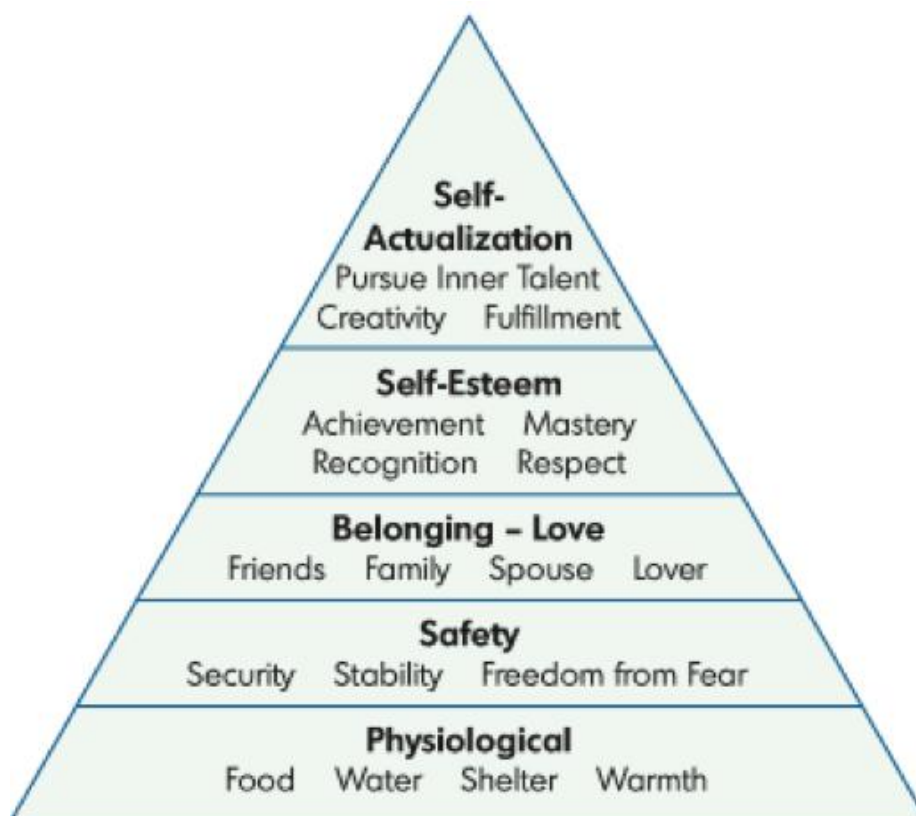 Self-
Actualization
Pursue Inner Talent
Creativity Fulfillment
Self-Esteem
Achievement Mastery
Recognition Respect
Belonging – Love
Friends Family Spouse Lover
Safety
Security Stability Freedom from Fear
Physiological
Food Water Shelter Warmth